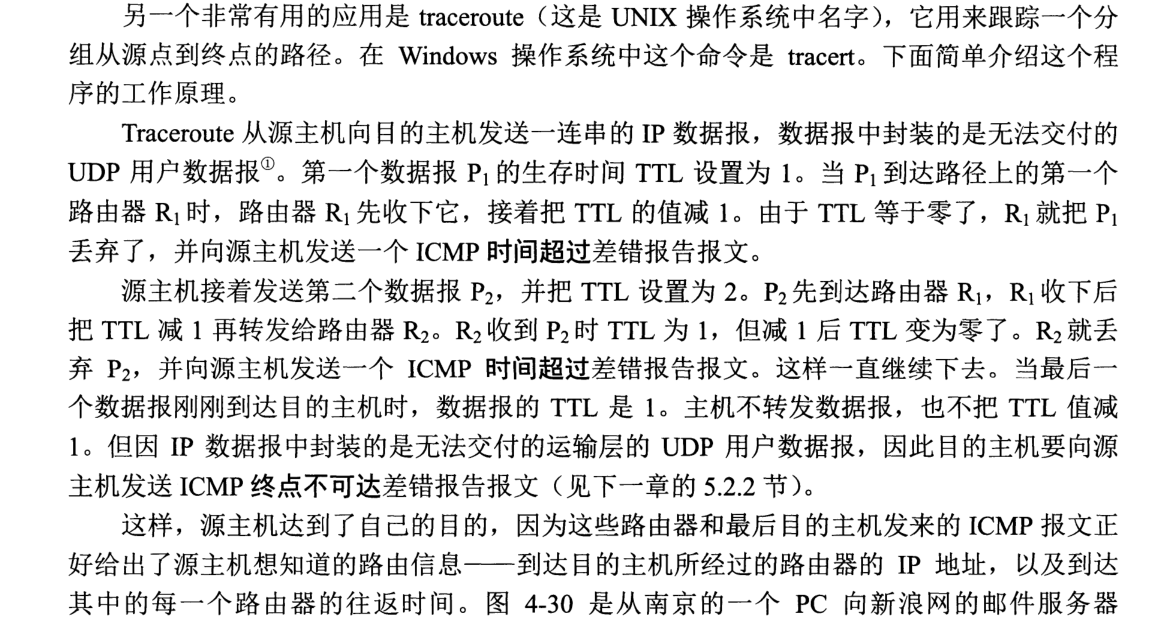 另一个非常有用的应用是 traceroute（这是 UNIX 操作系统中名字），它用来跟踪一个分
组从源点到终点的路径。在 Windows 操作系统中这个命令是 tracert。下面简单介绍这个程
序的工作原理。
Traceroute 从源主机向目的主机发送一连串的 IP 数据报，数据报中封装的是无法交付的
UDP 用户数据报①。第一个数据报 P₁ 的生存时间 TTL 设置为 1。当 P₁ 到达路径上的第一个
路由器 R₁ 时，路由器 R₁ 先收下它，接着把 TTL 的值减 1。由于 TTL 等于零了，R₁ 就把 P₁
丢弃了，并向源主机发送一个 ICMP 时间超过差错报告报文。
源主机接着发送第二个数据报 P₂，并把 TTL 设置为 2。P₂ 先到达路由器 R₁，R₁ 收下后
把 TTL 减 1 再转发给路由器 R₂。R₂ 收到 P₂ 时 TTL 为 1，但减 1 后 TTL 变为零了。R₂ 就丢
弃 P₂，并向源主机发送一个 ICMP 时间超过差错报告报文。这样一直继续下去。当最后一
个数据报刚刚到达目的主机时，数据报的 TTL 是 1。主机不转发数据报，也不把 TTL 值减
1。但因 IP 数据报中封装的是无法交付的运输层的 UDP 用户数据报，因此目的主机要向源
主机发送 ICMP 终点不可达差错报告报文（见下一章的 5.2.2 节）。
这样，源主机达到了自己的目的，因为这些路由器和最后目的主机发来的 ICMP 报文正
好给出了源主机想知道的路由信息——到达目的主机所经过的路由器的 IP 地址，以及到达
其中的每一个路由器的往返时间。图 4-30 是从南京的一个 PC 向新浪网的邮件服务器